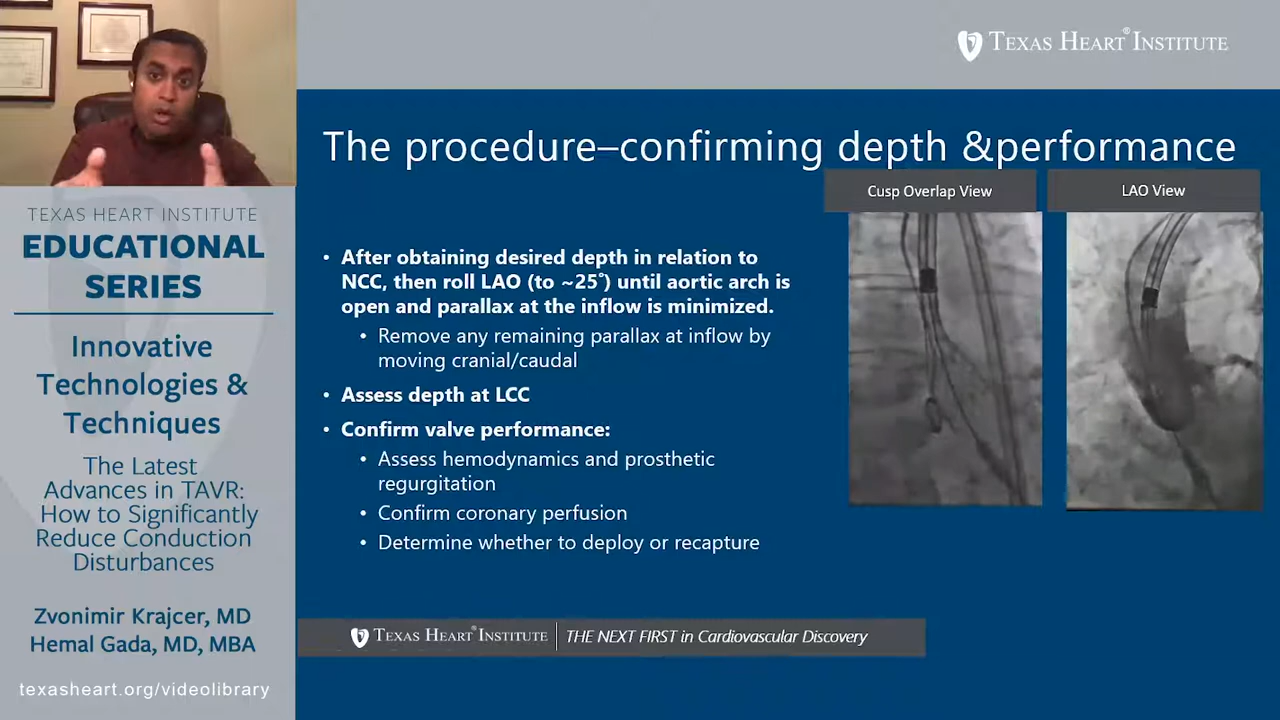 TEXAS HEART® INSTITUTE
The procedure–confirming depth &performance
Cusp Overlap View
LAO View
• After obtaining desired depth in relation to
NCC, then roll LAO (to ~25°) until aortic arch is
open and parallax at the inflow is minimized.
• Remove any remaining parallax at inflow by
moving cranial/caudal
• Assess depth at LCC
• Confirm valve performance:
• Assess hemodynamics and prosthetic
regurgitation
• Confirm coronary perfusion
• Determine whether to deploy or recapture
TEXAS HEART INSTITUTE
EDUCATIONAL
SERIES
Innovative
Technologies &
Techniques
The Latest
Advances in TAVR:
How to Significantly
Reduce Conduction
Disturbances
Zvonimir Krajcer, MD
Hemal Gada, MD, MBA
texasheart.org/videolibrary
TEXAS HEART® INSTITUTE
THE NEXT FIRST in Cardiovascular Discovery